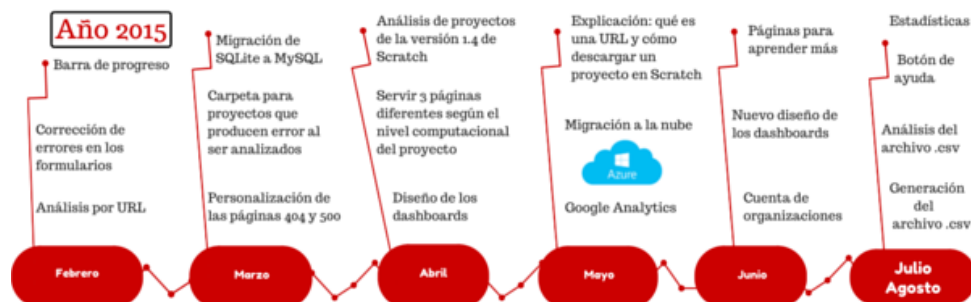 Año 2015
Barra de progreso
Corrección de
errores en los
formularios
Análisis por URL
Febrero
Migración de
SQLite a MySQL
Carpeta para
proyectos que
producen error al
ser analizados
Personalización de
las páginas 404 y 500
Marzo
Análisis de proyectos
de la versión 1.4 de
Scratch
Servir 3 páginas
diferentes según el
nivel computacional
del proyecto
Diseño de los
dashboards
Abril
Explicación: qué es
una URL y cómo
descargar un
proyecto en Scratch
Migración a la nube
Azure
Google Analytics
Mayo
Páginas para
aprender más
Nuevo diseño de
los dashboards
Cuenta de
organizaciones
Junio
Estadísticas
Botón de
ayuda
Análisis del
archivo .csv
Generación
del
archivo .csv
Julio
Agosto